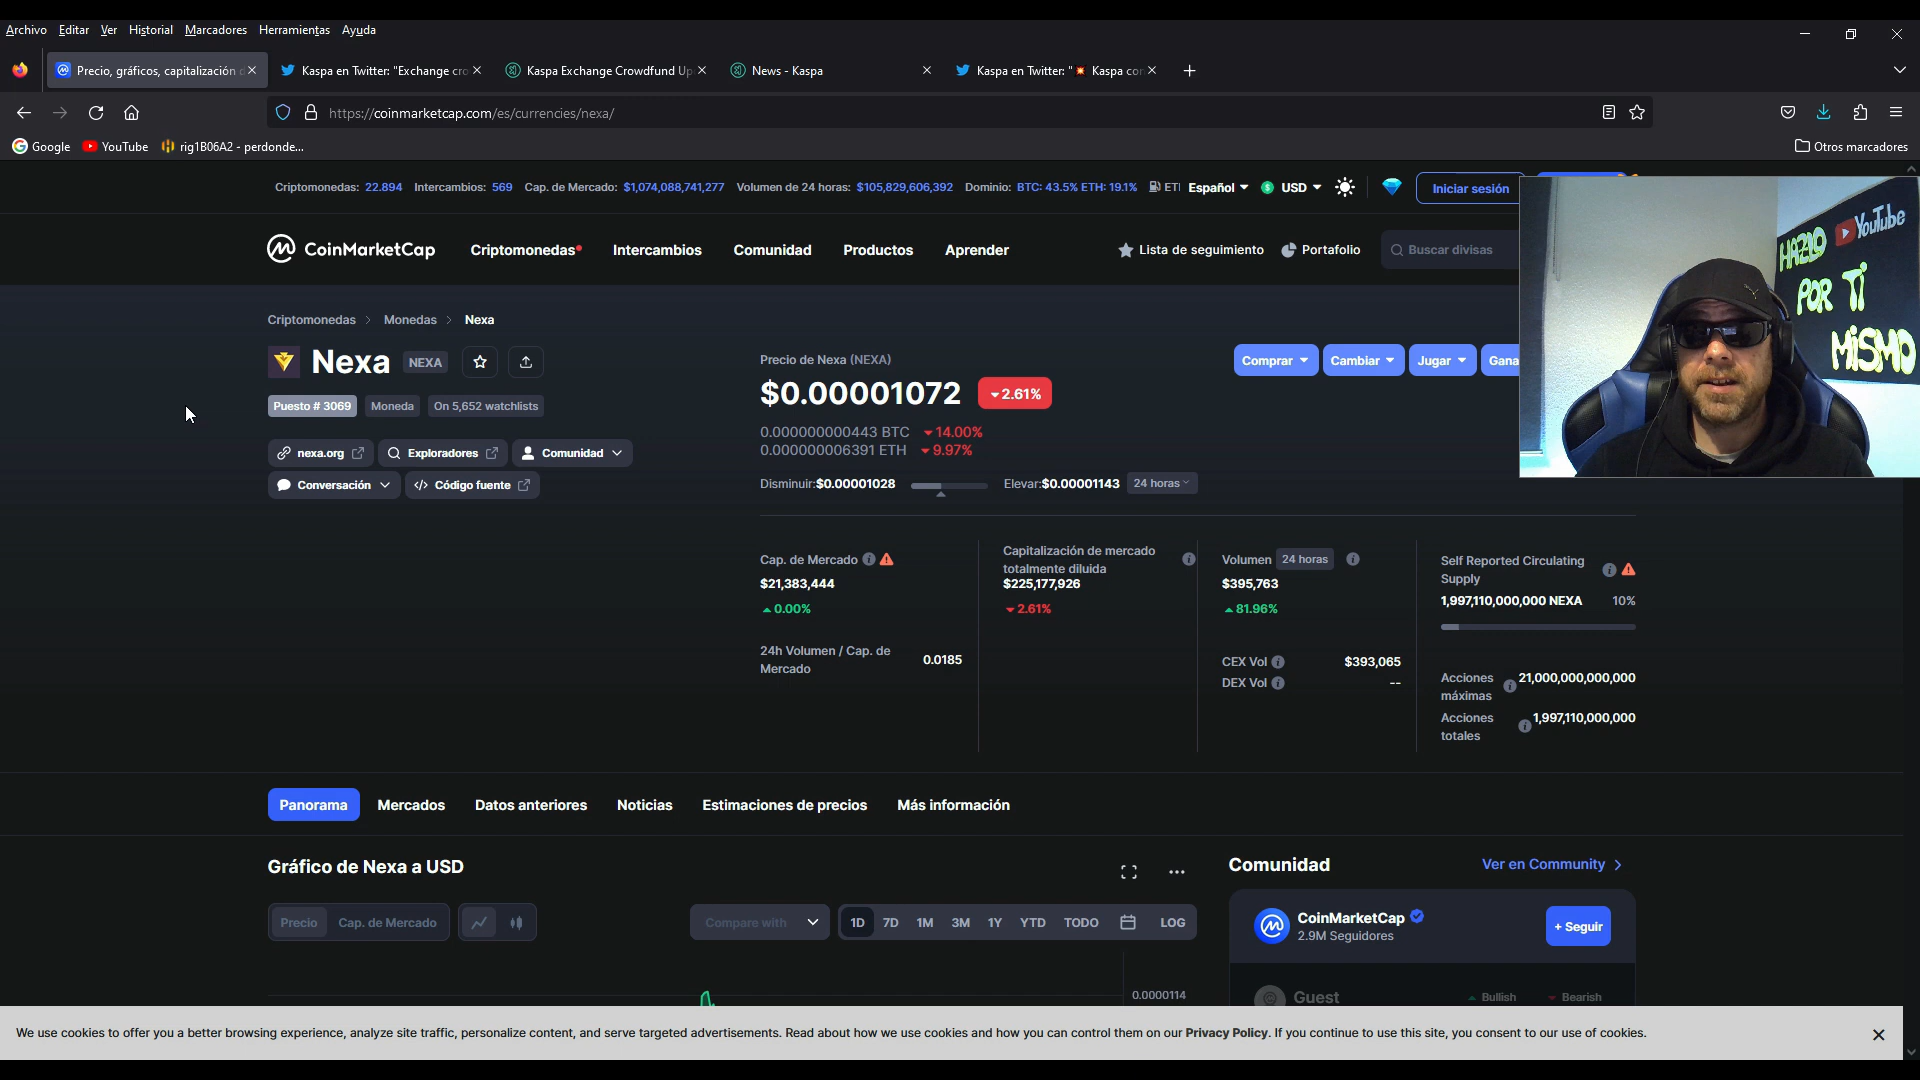 Archivo Editar Ver Historial Marcadores Herramientas Ayuda
Precio, gráficos, capitalización d
Kaspa en Twitter: "Exchange cro
Kaspa Exchange Crowdfund Up
News - Kaspa
Kaspa en Twitter: "💥 Kaspa cor
https://coinmarketcap.com/es/currencies/nexa/
Google YouTube rig1B06A2 - perdonde... Otros marcadores
Criptomonedas: 22.894 Intercambios: 569 Cap. de Mercado: $1,074,088,741,277 Volumen de 24 horas: $105,829,606,392 Dominio: BTC: 43.5% ETH: 19.1% ETI Español USD Iniciar sesión
CoinMarketCap Criptomonedas Intercambios Comunidad Productos Aprender Lista de seguimiento Portafolio Buscar divisas
YouTube
HAZLO
POR TI
MISMO
Criptomonedas > Monedas > Nexa
Nexa NEXA
Puesto # 3069 Moneda On 5,652 watchlists
nexa.org Exploradores Comunidad
Conversación </> Código fuente
Precio de Nexa (NEXA)
$0.00001072 2.61%
0.000000000443 BTC 14.00%
0.000000006391 ETH 9.97%
Disminuir:$0.00001028 Elevar:$0.00001143 24 horas
Comprar Cambiar Jugar Gana
Cap. de Mercado
$21,383,444
0.00%
24h Volumen / Cap. de
Mercado
0.0185
Capitalización de mercado
totalmente diluida
$225,177,926
2.61%
Volumen 24 horas
$395,763
81.96%
CEX Vol $393,065
DEX Vol --
Self Reported Circulating
Supply
1,997,110,000,000 NEXA 10%
Acciones
máximas
21,000,000,000,000
Acciones
totales
1,997,110,000,000
Panorama Mercados Datos anteriores Noticias Estimaciones de precios Más información
Gráfico de Nexa a USD
Precio Cap. de Mercado Compare with 1D 7D 1M 3M 1Y YTD TODO LOG
0.0000114
Comunidad Ver en Community
CoinMarketCap
2.9M Seguidores
+ Seguir
Guest Bullish Bearish
We use cookies to offer you a better browsing experience, analyze site traffic, personalize content, and serve targeted advertisements. Read about how we use cookies and how you can control them on our Privacy Policy. If you continue to use this site, you consent to our use of cookies.